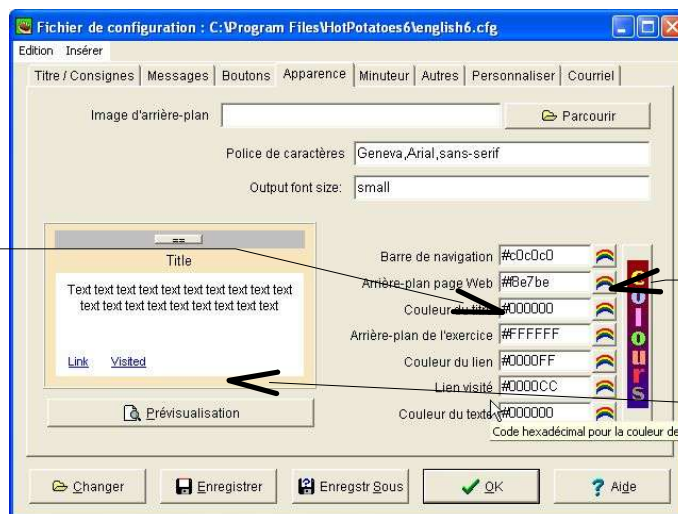 Fichier de configuration : C:\Program Files\HotPotatoes6\english6.cfg
Edition Insérer
Titre / Consignes Messages Boutons Apparence Minuteur Autres Personnaliser Courriel
Image d'arrière-plan Parcourir
Police de caractères Geneva,Arial,sans-serif
Output font size: small
==
Title
Text text text text text text text text text text
text text text text text text text text text
Link Visited
Prévisualisation
Barre de navigation #c0c0c0
Arrière-plan page Web
Couleur du titre #000000
Arrière-plan de l'exercice #FFFFFF
Couleur du lien #0000FF
Lien visité #0000CC
Couleur du texte #000000
Colours
Code hexadécimal pour la couleur de
Changer Enregistrer Enregstr Sous OK Aide